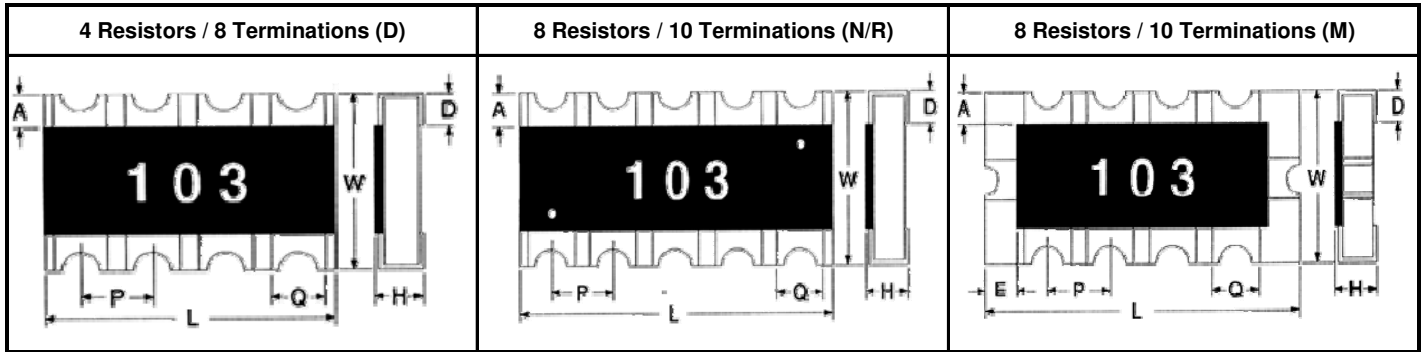 4 Resistors / 8 Terminations (D)
8 Resistors / 10 Terminations (N/R)
8 Resistors / 10 Terminations (M)
A
D
103
W
P
Q
H
L
A
D
103
W
P
Q
H
L
A
D
103
W
E
P
Q
H
L